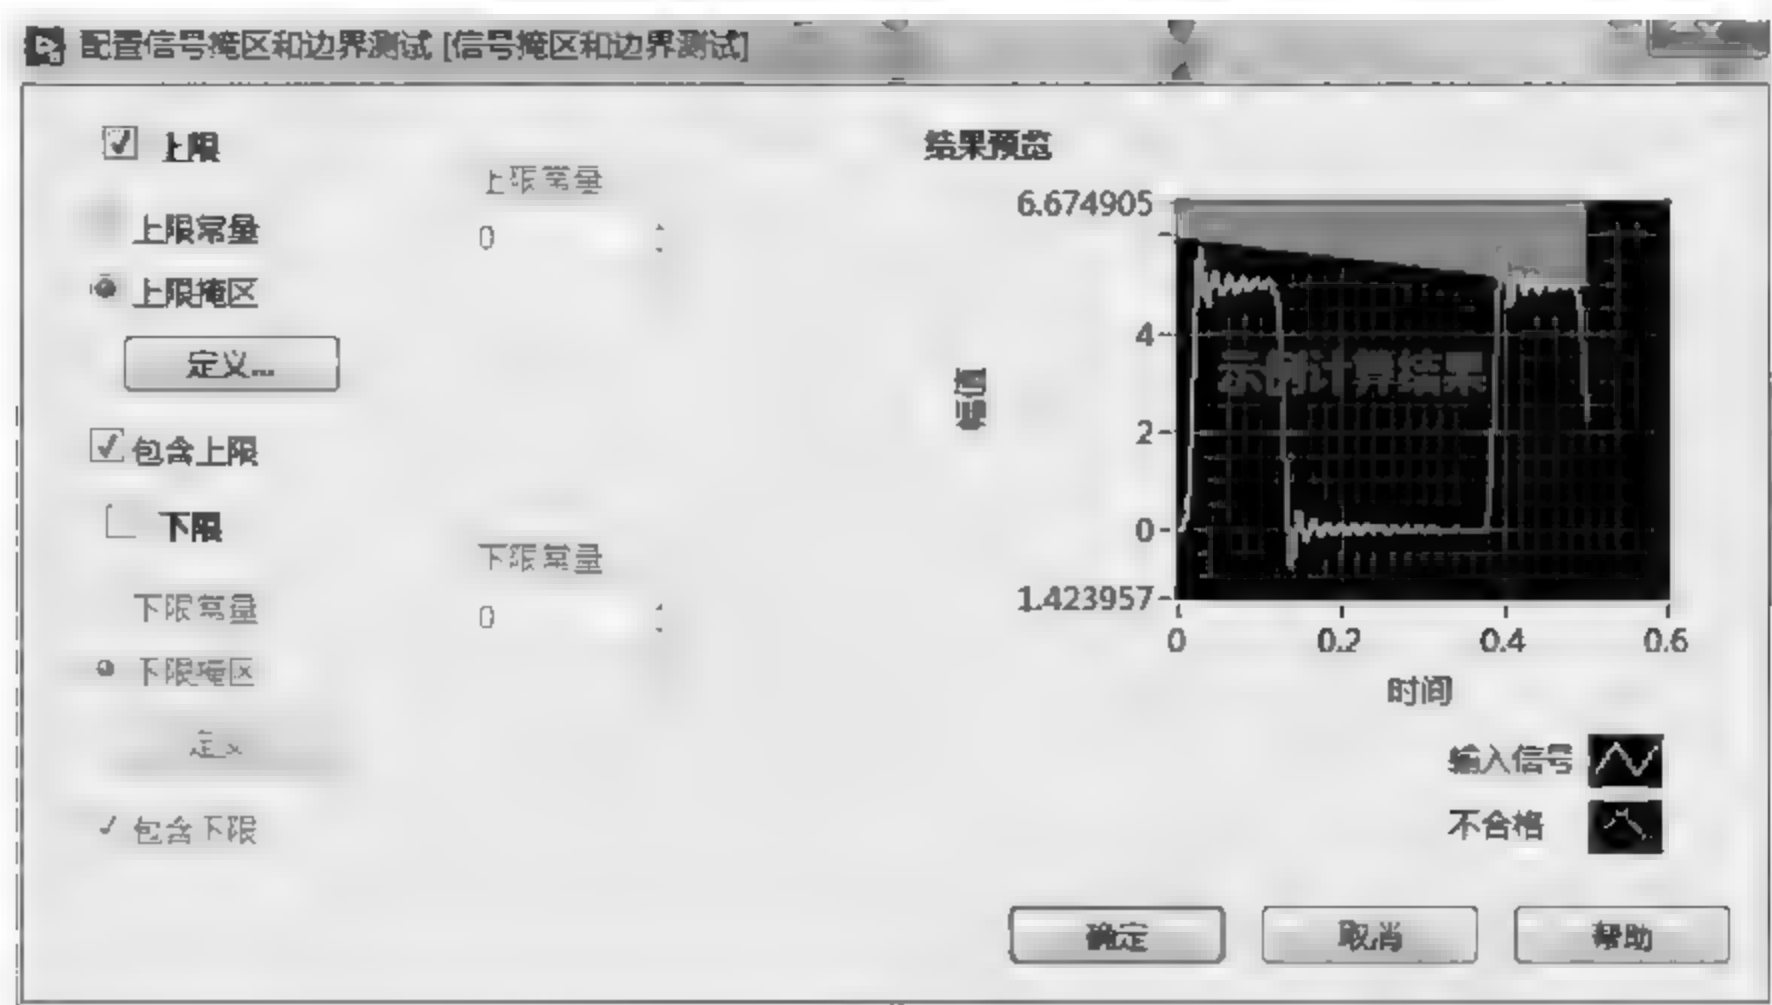 配置信号掩区和边界测试 [信号掩区和边界测试]
上限
上限常量
0
上限常量
上限掩区
定义...
包含上限
下限
下限常量
0
下限常量
下限掩区
定义
包含下限
结果预览
6.674905
4
2
0
1.423957
幅值
示例计算结果
0 0.2 0.4 0.6
时间
输入信号
不合格
确定 取消 帮助